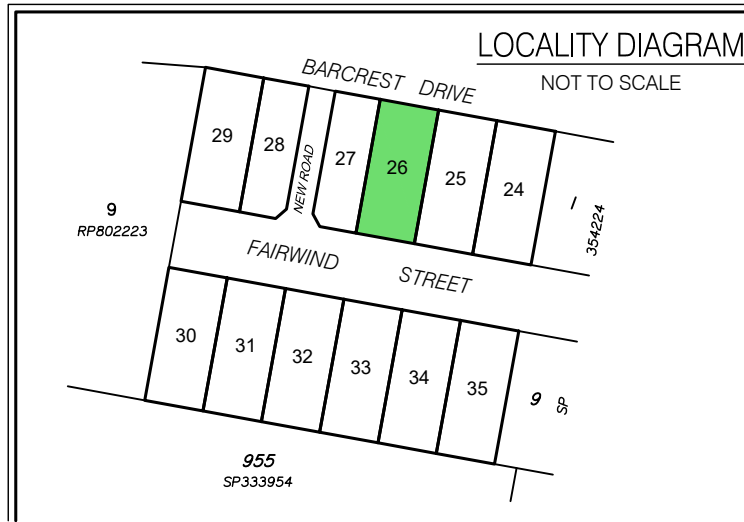 LOCALITY DIAGRAM
NOT TO SCALE
BARCREST DRIVE
29
28
NEW ROAD
27
26
25
24
1
354224
9
RP802223
FAIRWIND STREET
30
31
32
33
34
35
9 SP
955
SP333954